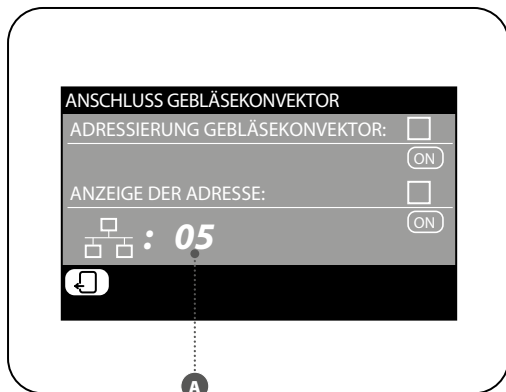 ANSCHLUSS GEBLÄSEKONVEKTOR
ADRESSIERUNG GEBLÄSEKONVEKTOR:
ON
ANZEIGE DER ADRESSE:
ON
: 05
A